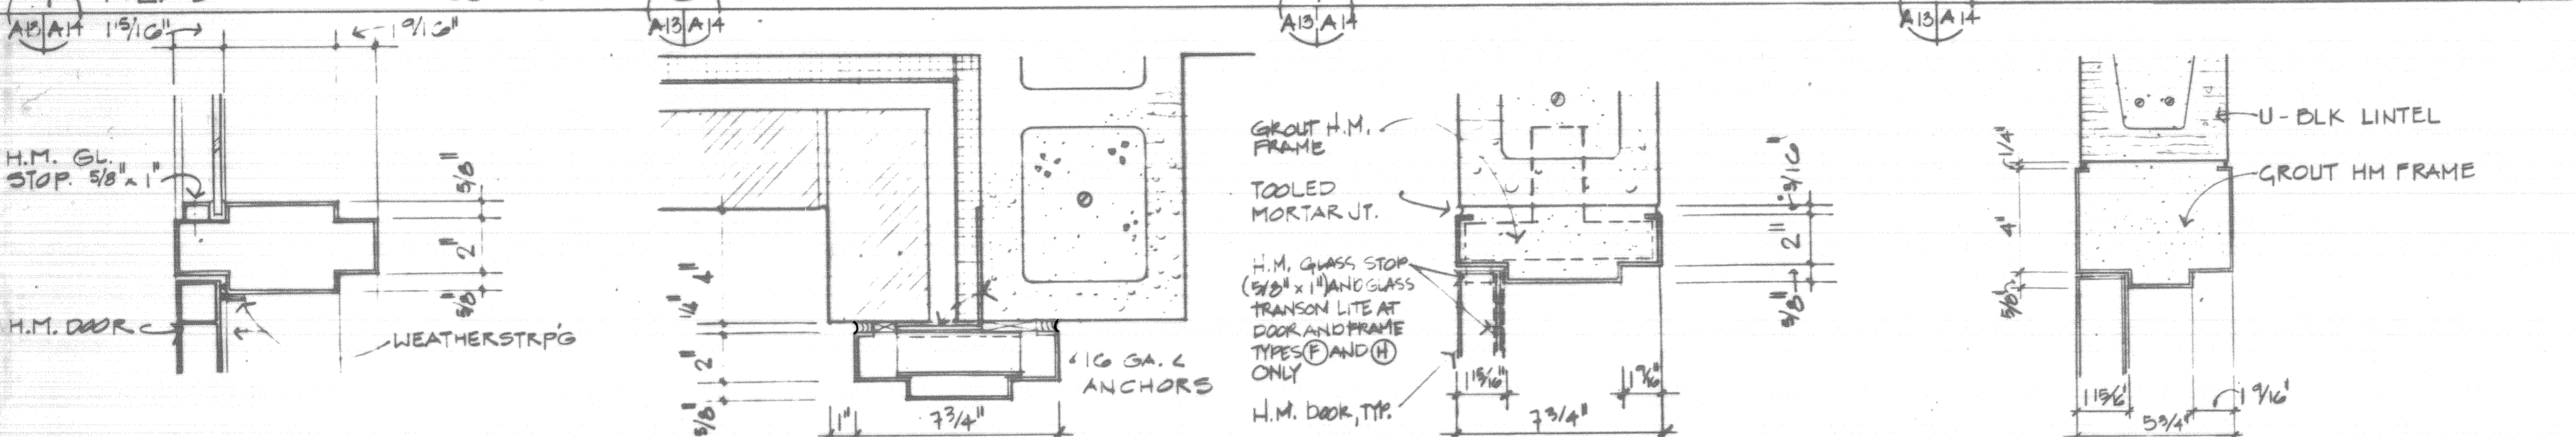 A13 A14
1 15/16"
1 9/16"
H.M. GL.
STOP. 5/8" x 1"
5/8"
2"
5/8"
H.M. DOOR
WEATHERSTRP'G
A13 A14
4"
1/4"
2"
5/8"
1"
7 3/4"
16 GA. L
ANCHORS
A13 A14
GROUT H.M.
FRAME
TOOLED
MORTAR JT.
H.M. GLASS STOP
(5/8" x 1") AND GLASS
TRANSOM LITE AT
DOOR AND FRAME
TYPES F AND H
ONLY
H.M. DOOR, TYP.
3/16"
2"
5/8"
1 15/16"
1 9/16"
7 3/4"
A13 A14
U-BLK LINTEL
GROUT HM FRAME
1/4"
4"
5/8"
1 15/16"
1 9/16"
5 3/4"